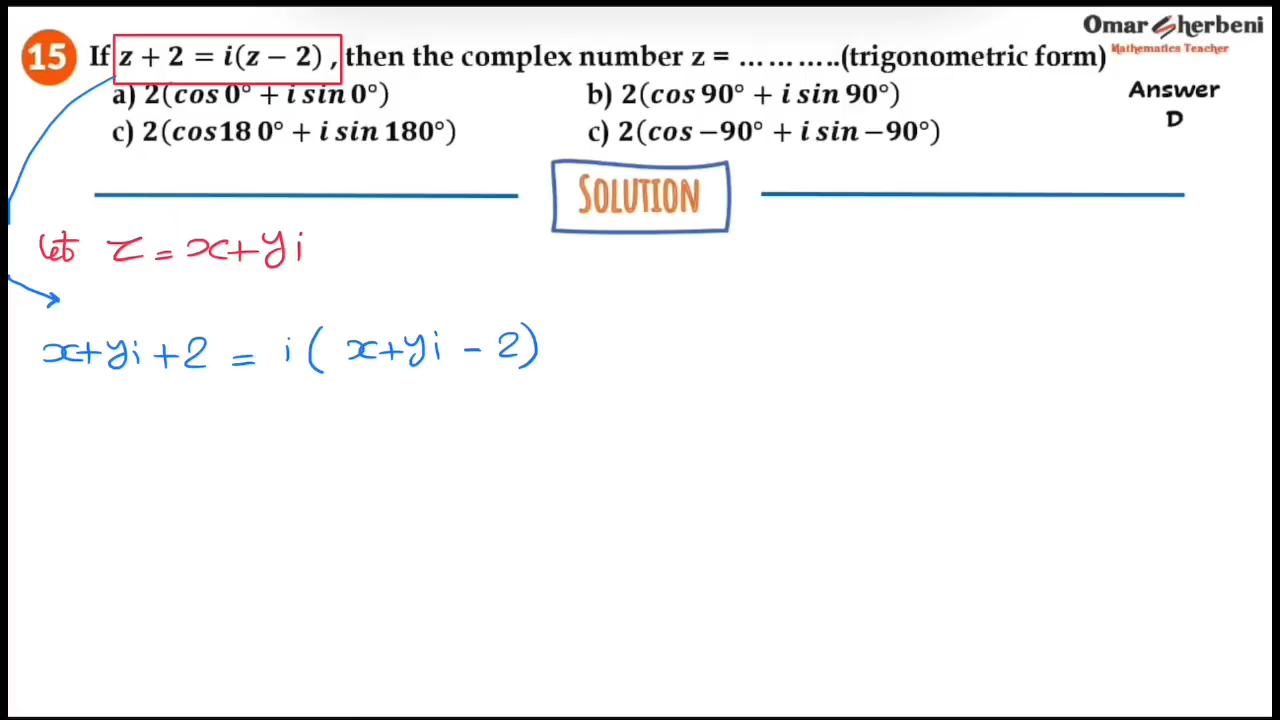 Omar Sherbeni
Mathematics Teacher
15 If z + 2 = i(z − 2) , then the complex number z = ………..(trigonometric form)
a) 2(cos 0° + i sin 0°) b) 2(cos 90° + i sin 90°)
c) 2(cos18 0° + i sin 180°) c) 2(cos −90° + i sin −90°)
Answer
D
SOLUTION
let z = x+yi
x+yi +2 = i( x+yi − 2)